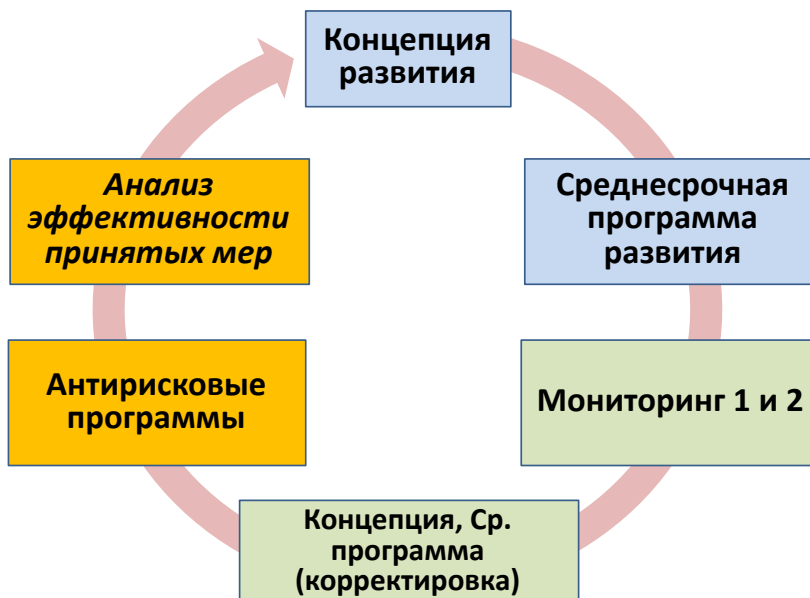 Концепция
развития
Среднесрочная
программа
развития
Мониторинг 1 и 2
Концепция, Ср.
программа
(корректировка)
Антирисковые
программы
Анализ
эффективности
принятых мер